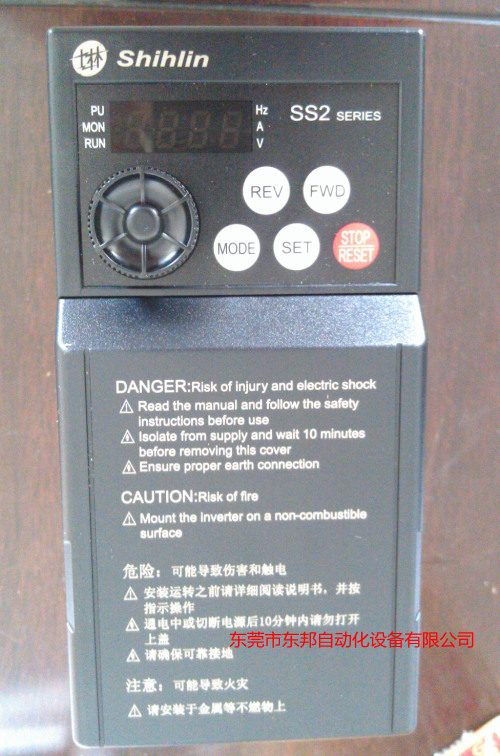 Shihlin
PU
MON
RUN
Hz
A
V
SS2 SERIES
REV
FWD
MODE
SET
STOP
RESET
DANGER:Risk of injury and electric shock
Read the manual and follow the safety
instructions before use
Isolate from supply and wait 10 minutes
before removing this cover
Ensure proper earth connection
CAUTION:Risk of fire
Mount the inverter on a non-combustible
surface
危险：可能导致伤害和触电
安装运转之前请详细阅读说明书，并按
指示操作
通电中或切断电源后10分钟内请勿打开
上盖
请确保可靠接地
东莞市东邦自动化设备有限公司
注意：可能导致火灾
请安装于金属等不燃物上